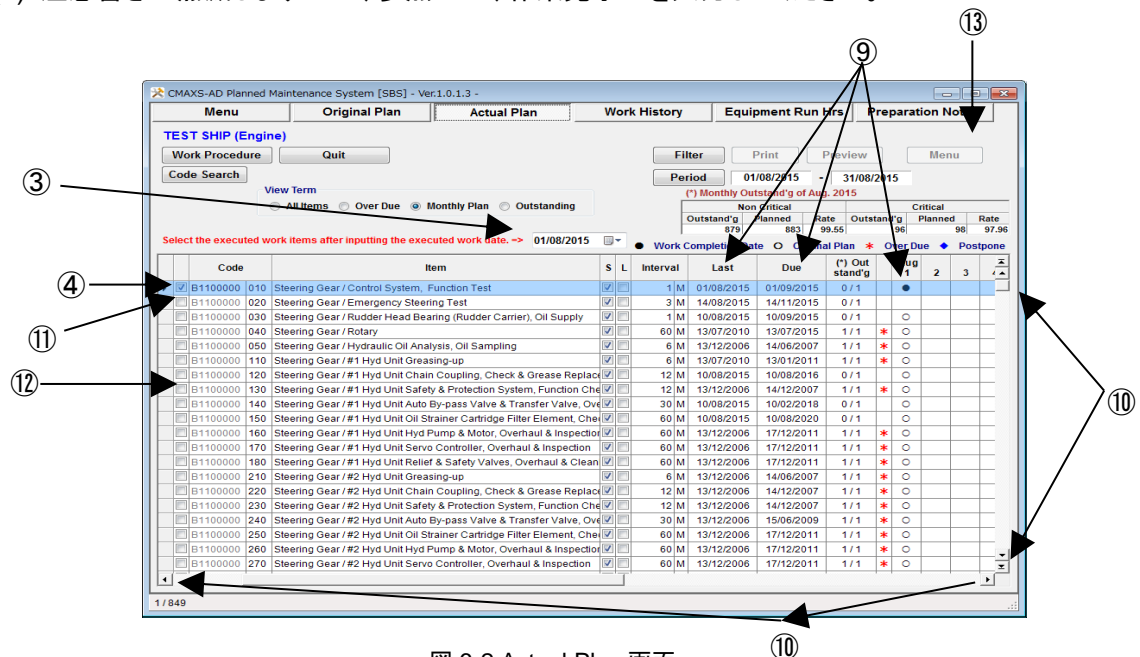 ⑬
⑨
CMAXS-AD Planned Maintenance System [SBS] - Ver.1.0.1.3 -
Menu Original Plan Actual Plan Work History Equipment Run Hrs Preparation
TEST SHIP (Engine)
Work Procedure Quit Filter Print Preview Menu
Code Search Period 01/08/2015 - 31/08/2015
③
View Term
All Items Over Due Monthly Plan Outstanding
(*) Monthly Outstand'g of Aug. 2015
Non Critical Critical
Outstand'g Planned Rate Outstand'g Planned Rate
879 883 99.55 96 98 97.96
Select the executed work items after inputting the executed work date. => 01/08/2015
● Work Completion Date ○ Original Plan * Over Due ◆ Postpone
Code Item S L Interval Last Due (*) Out stand'g 1 2 3
④
B1100000 010 Steering Gear / Control System, Function Test 1 M 01/08/2015 01/09/2015 0 / 1 ●
B1100000 020 Steering Gear / Emergency Steering Test 3 M 14/08/2015 14/11/2015 0 / 1
B1100000 030 Steering Gear / Rudder Head Bearing (Rudder Carrier), Oil Supply 1 M 10/08/2015 10/09/2015 0 / 1 ○
⑪
B1100000 040 Steering Gear / Rotary 60 M 13/07/2010 13/07/2015 1 / 1 * ○
B1100000 050 Steering Gear / Hydraulic Oil Analysis, Oil Sampling 6 M 13/12/2006 14/06/2007 1 / 1 * ○
B1100000 110 Steering Gear / #1 Hyd Unit Greasing-up 6 M 13/07/2010 13/01/2011 1 / 1 * ○
B1100000 120 Steering Gear / #1 Hyd Unit Chain Coupling, Check & Grease Replace 12 M 10/08/2015 10/08/2016 0 / 1 ○
⑫
B1100000 130 Steering Gear / #1 Hyd Unit Safety & Protection System, Function Che 12 M 13/12/2006 14/12/2007 1 / 1 * ○
B1100000 140 Steering Gear / #1 Hyd Unit Auto By-pass Valve & Transfer Valve, Ove 30 M 10/08/2015 10/02/2018 0 / 1 ○
⑩
B1100000 150 Steering Gear / #1 Hyd Unit Oil Strainer Cartridge Filter Element, Che 60 M 10/08/2015 10/08/2020 0 / 1 ○
B1100000 160 Steering Gear / #1 Hyd Unit Hyd Pump & Motor, Overhaul & Inspection 60 M 13/12/2006 17/12/2011 1 / 1 * ○
B1100000 170 Steering Gear / #1 Hyd Unit Servo Controller, Overhaul & Inspection 60 M 13/12/2006 17/12/2011 1 / 1 * ○
B1100000 180 Steering Gear / #1 Hyd Unit Relief & Safety Valves, Overhaul & Clean 60 M 13/12/2006 17/12/2011 1 / 1 * ○
B1100000 210 Steering Gear / #2 Hyd Unit Greasing-up 6 M 13/12/2006 14/06/2007 1 / 1 * ○
B1100000 220 Steering Gear / #2 Hyd Unit Chain Coupling, Check & Grease Replace 12 M 13/12/2006 14/12/2007 1 / 1 * ○
B1100000 230 Steering Gear / #2 Hyd Unit Safety & Protection System, Function Che 12 M 13/12/2006 14/12/2007 1 / 1 * ○
B1100000 240 Steering Gear / #2 Hyd Unit Auto By-pass Valve & Transfer Valve, Ove 30 M 13/12/2006 15/06/2009 1 / 1 * ○
B1100000 250 Steering Gear / #2 Hyd Unit Oil Strainer Cartridge Filter Element, Che 60 M 13/12/2006 17/12/2011 1 / 1 * ○
B1100000 260 Steering Gear / #2 Hyd Unit Hyd Pump & Motor, Overhaul & Inspection 60 M 13/12/2006 17/12/2011 1 / 1 * ○
B1100000 270 Steering Gear / #2 Hyd Unit Servo Controller, Overhaul & Inspection 60 M 13/12/2006 17/12/2011 1 / 1 * ○
1 / 849
⑩